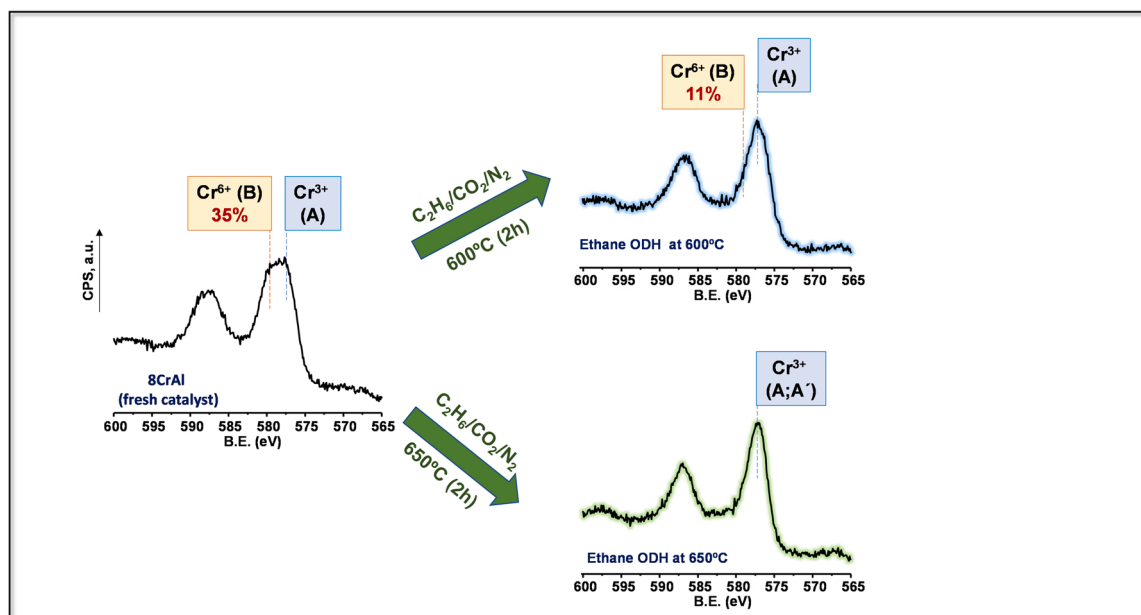 Cr⁶⁺ (B)
35%
Cr³⁺
(A)
CPS, a.u.
8CrAl
(fresh catalyst)
600 595 590 585 580 575 570 565
B.E. (eV)
C₂H₆/CO₂/N₂
600ºC (2h)
Cr⁶⁺ (B)
11%
Cr³⁺
(A)
Ethane ODH at 600ºC
600 595 590 585 580 575 570 565
B.E. (eV)
C₂H₆/CO₂/N₂
650ºC (2h)
Cr³⁺
(A;A´)
Ethane ODH at 650ºC
600 595 590 585 580 575 570 565
B.E. (eV)